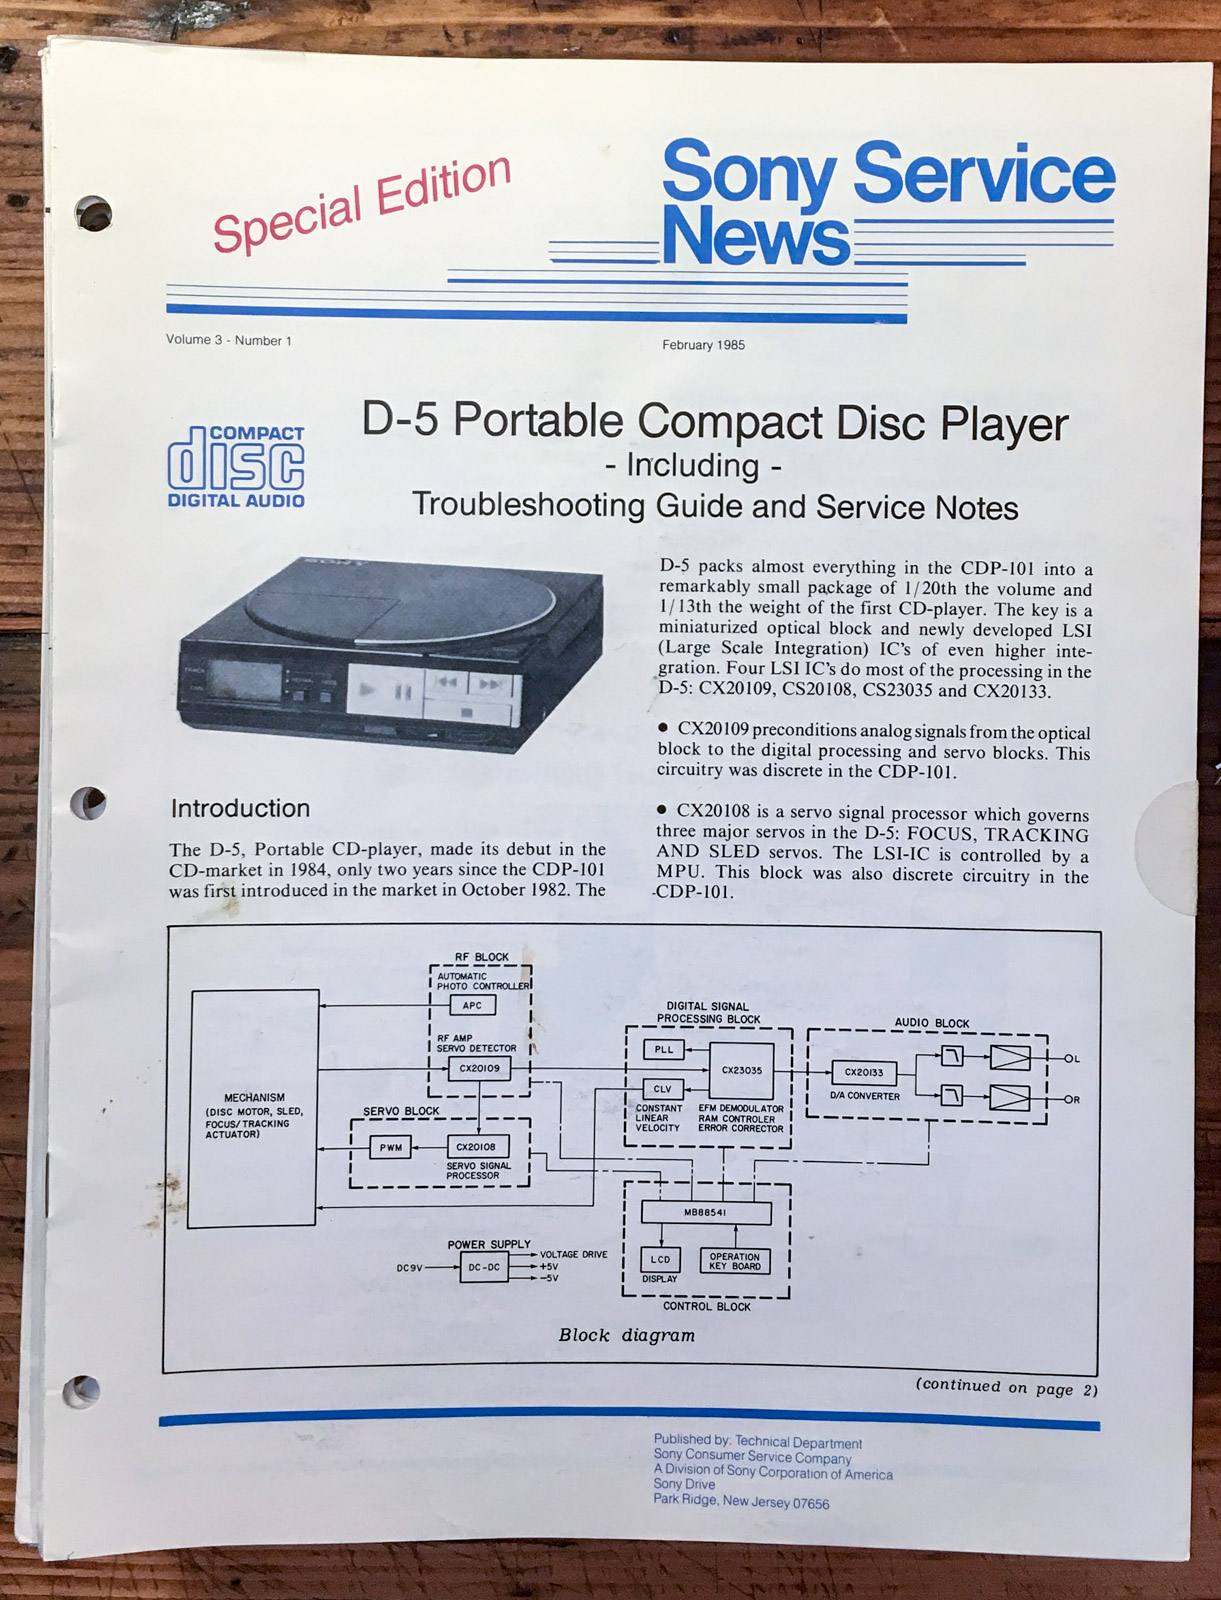 Special Edition
Sony Service
News
Volume 3 - Number 1
February 1985
COMPACT
disc
DIGITAL AUDIO
D-5 Portable Compact Disc Player
- Including -
Troubleshooting Guide and Service Notes
SONY
D-5 packs almost everything in the CDP-101 into a
remarkably small package of 1/20th the volume and
1/13th the weight of the first CD-player. The key is a
miniaturized optical block and newly developed LSI
(Large Scale Integration) IC's of even higher inte-
gration. Four LSI IC's do most of the processing in the
D-5: CX20109, CS20108, CS23035 and CX20133.
● CX20109 preconditions analog signals from the optical
block to the digital processing and servo blocks. This
circuitry was discrete in the CDP-101.
● CX20108 is a servo signal processor which governs
three major servos in the D-5: FOCUS, TRACKING
AND SLED servos. The LSI-IC is controlled by a
MPU. This block was also discrete circuitry in the
-CDP-101.
Introduction
The D-5, Portable CD-player, made its debut in the
CD-market in 1984, only two years since the CDP-101
was first introduced in the market in October 1982. The
RF BLOCK
AUTOMATIC
PHOTO CONTROLLER
APC
RF AMP
SERVO DETECTOR
CX20109
DIGITAL SIGNAL
PROCESSING BLOCK
PLL
CX23035
CLV
CONSTANT
LINEAR
VELOCITY
EFM DEMODULATOR
RAM CONTROLER
ERROR CORRECTOR
AUDIO BLOCK
CX20133
D/A CONVERTER
OL
OR
MECHANISM
(DISC MOTOR, SLED,
FOCUS/TRACKING
ACTUATOR)
SERVO BLOCK
PWM
CX20108
SERVO SIGNAL
PROCESSOR
MB88541
LCD
DISPLAY
OPERATION
KEY BOARD
CONTROL BLOCK
POWER SUPPLY
DC9V
DC-DC
VOLTAGE DRIVE
+5V
-5V
Block diagram
(continued on page 2)
Published by: Technical Department
Sony Consumer Service Company
A Division of Sony Corporation of America
Sony Drive
Park Ridge, New Jersey 07656